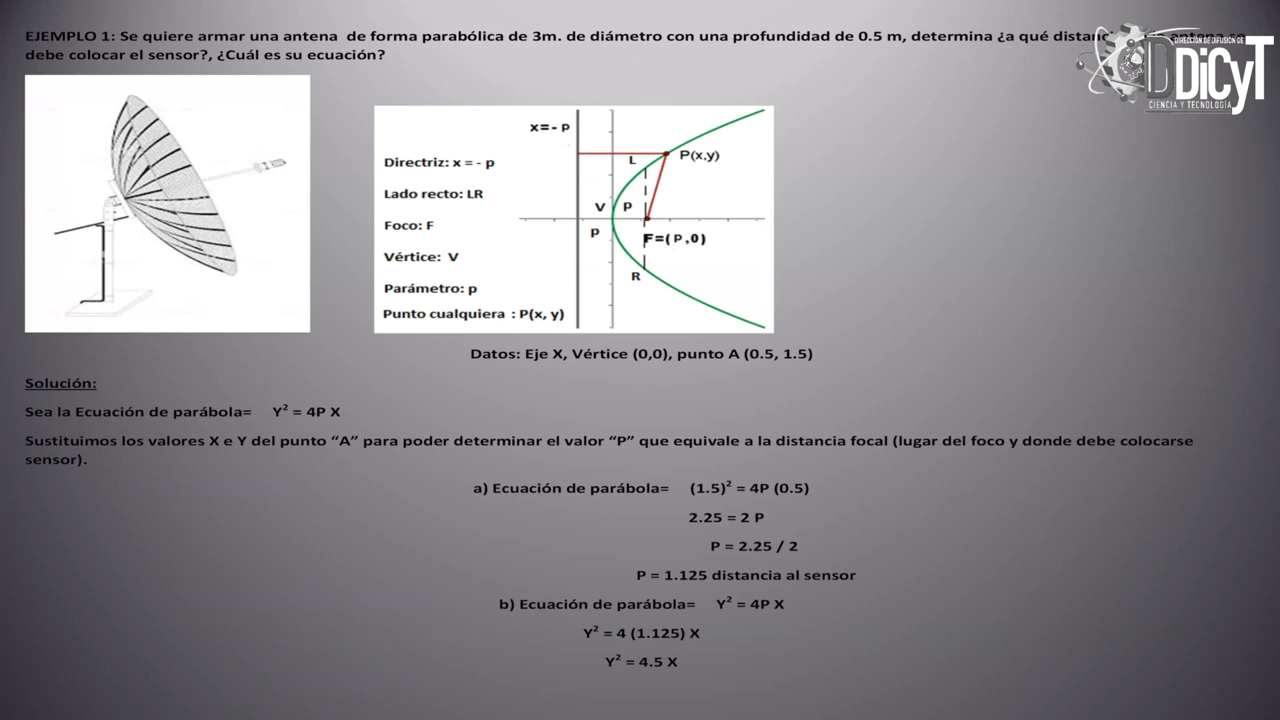 EJEMPLO 1: Se quiere armar una antena de forma parabólica de 3m. de diámetro con una profundidad de 0.5 m, determina ¿a qué
debe colocar el sensor?, ¿Cuál es su ecuación?
DIRECCIÓN DE DIFUSIÓN DE
DiCyT
CIENCIA Y TECNOLOGÍA
x=- p
Directriz: x = - p
Lado recto: LR
Foco: F
Vértice: V
Parámetro: p
Punto cualquiera : P(x, y)
L
P(x,y)
V
p
p
F=(P,0)
R
Datos: Eje X, Vértice (0,0), punto A (0.5, 1.5)
Solución:
Sea la Ecuación de parábola= Y² = 4P X
Sustituimos los valores X e Y del punto “A” para poder determinar el valor “P” que equivale a la distancia focal (lugar del foco y donde debe colocarse
sensor).
a) Ecuación de parábola= (1.5)² = 4P (0.5)
2.25 = 2 P
P = 2.25 / 2
P = 1.125 distancia al sensor
b) Ecuación de parábola= Y² = 4P X
Y² = 4 (1.125) X
Y² = 4.5 X